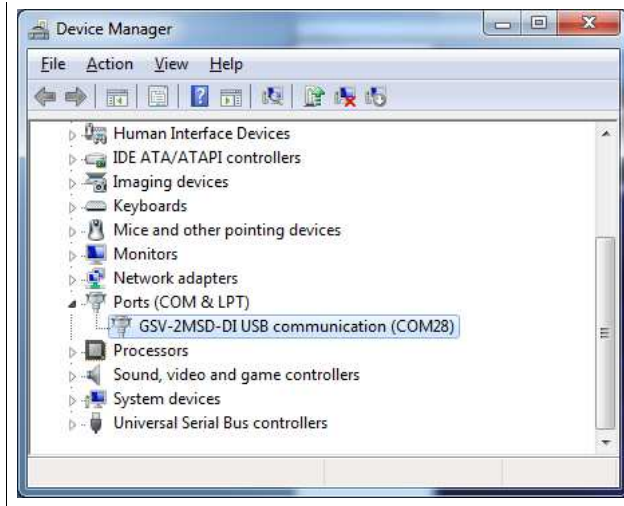 Device Manager
File Action View Help
Human Interface Devices
IDE ATA/ATAPI controllers
Imaging devices
Keyboards
Mice and other pointing devices
Monitors
Network adapters
Ports (COM & LPT)
GSV-2MSD-DI USB communication (COM28)
Processors
Sound, video and game controllers
System devices
Universal Serial Bus controllers